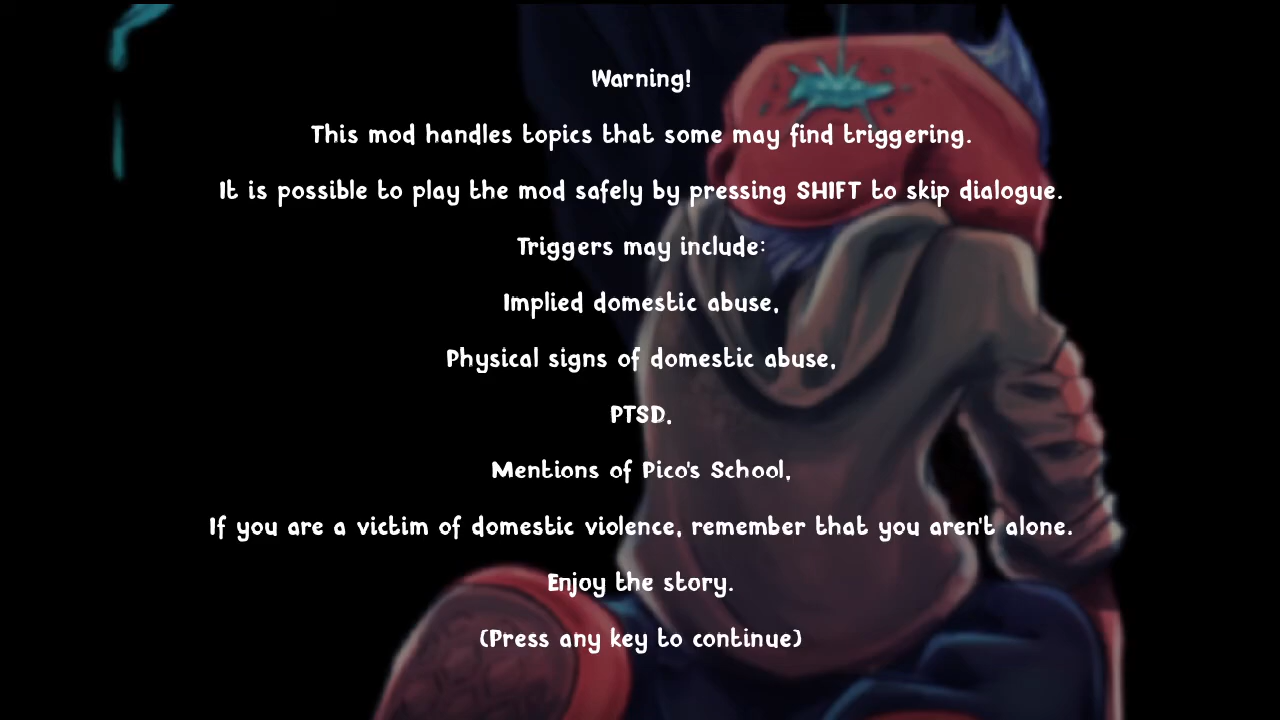 Warning!
This mod handles topics that some may find triggering.
It is possible to play the mod safely by pressing SHIFT to skip dialogue.
Triggers may include:
Implied domestic abuse,
Physical signs of domestic abuse,
PTSD,
Mentions of Pico's School,
If you are a victim of domestic violence, remember that you aren't alone.
Enjoy the story.
(Press any key to continue)